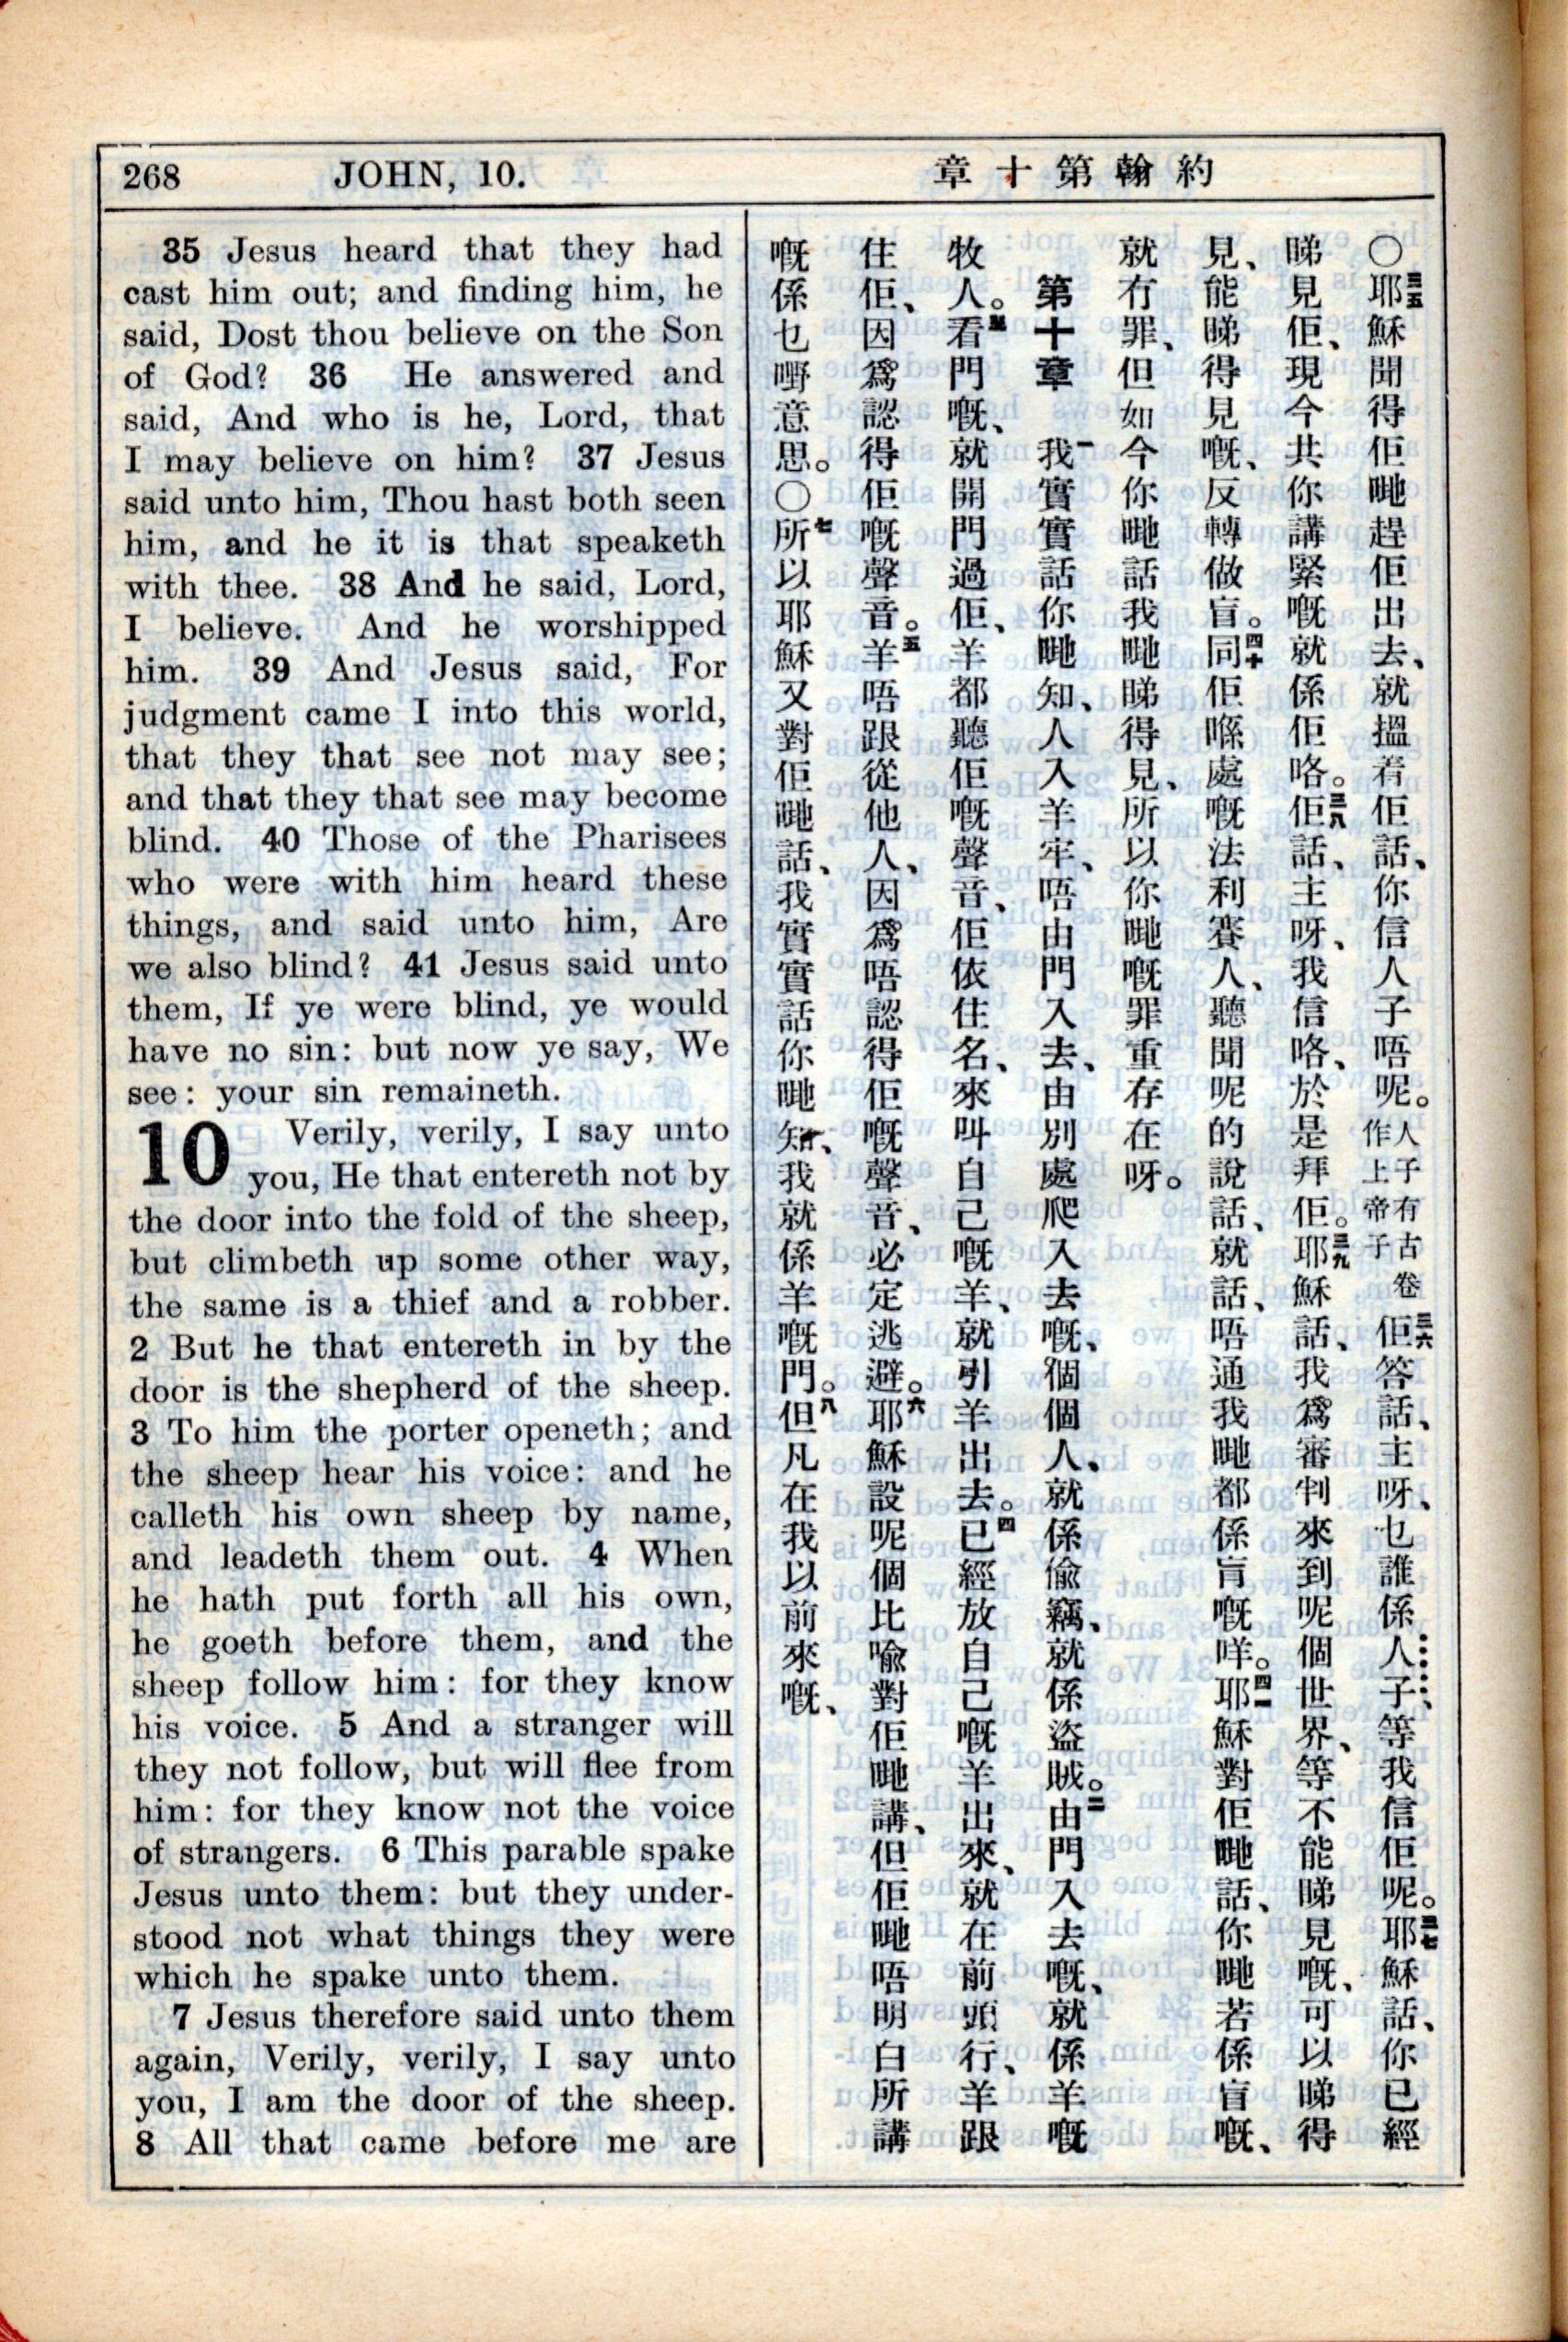 268 JOHN, 10.
約翰第十章
35 Jesus heard that they had
cast him out; and finding him, he
said, Dost thou believe on the Son
of God? 36 He answered and
said, And who is he, Lord, that
I may believe on him? 37 Jesus
said unto him, Thou hast both seen
him, and he it is that speaketh
with thee. 38 And he said, Lord,
I believe. And he worshipped
him. 39 And Jesus said, For
judgment came I into this world,
that they that see not may see;
and that they that see may become
blind. 40 Those of the Pharisees
who were with him heard these
things, and said unto him, Are
we also blind? 41 Jesus said unto
them, If ye were blind, ye would
have no sin: but now ye say, We
see: your sin remaineth.
10 Verily, verily, I say unto
you, He that entereth not by
the door into the fold of the sheep,
but climbeth up some other way,
the same is a thief and a robber.
2 But he that entereth in by the
door is the shepherd of the sheep.
3 To him the porter openeth; and
the sheep hear his voice: and he
calleth his own sheep by name,
and leadeth them out. 4 When
he hath put forth all his own,
he goeth before them, and the
sheep follow him: for they know
his voice. 5 And a stranger will
they not follow, but will flee from
him: for they know not the voice
of strangers. 6 This parable spake
Jesus unto them: but they under-
stood not what things they were
which he spake unto them.
7 Jesus therefore said unto them
again, Verily, verily, I say unto
you, I am the door of the sheep.
8 All that came before me are
○三五耶穌聞得佢哋趕佢出去、就搵着佢話、你信人子唔呢。人子有古卷作上帝子三六佢答話、主呀、乜誰係人子、等我信佢呢。三七耶穌話、你已經
睇見佢、現今共你講緊嘅就係佢咯。三八佢話、主呀、我信咯、於是拜佢。三九耶穌話、我爲審判來到呢個世界、等不能睇見嘅、可以睇得
見、能睇得見嘅、反轉做盲。四十同佢喺處嘅法利賽人、聽聞呢的說話、就話、唔通我哋都係盲嘅咩。四一耶穌對佢哋話、你哋若係盲嘅、
就冇罪、但如今你哋話我哋睇得見、所以你哋嘅罪重存在呀。
第十章 一我實實話你哋知、人入羊牢、唔由門入去、由別處爬入去嘅、個個人、就係偷竊、就係盜賊。二由門入去嘅、就係羊嘅
牧人。三看門嘅、就開門過佢、羊都聽佢嘅聲音、佢依住名、來叫自己嘅羊、就引羊出去。四已經放自己嘅羊出來、就在前頭行、羊跟
住佢、因爲認得佢嘅聲音。五羊唔跟從他人、因爲唔認得佢嘅聲音、必定逃避。六耶穌設呢個比喻對佢哋講、但佢哋唔明白所講
嘅係乜嘢意思。○七所以耶穌又對佢哋話、我實實話你哋知、我就係羊嘅門。八但凡在我以前來嘅、